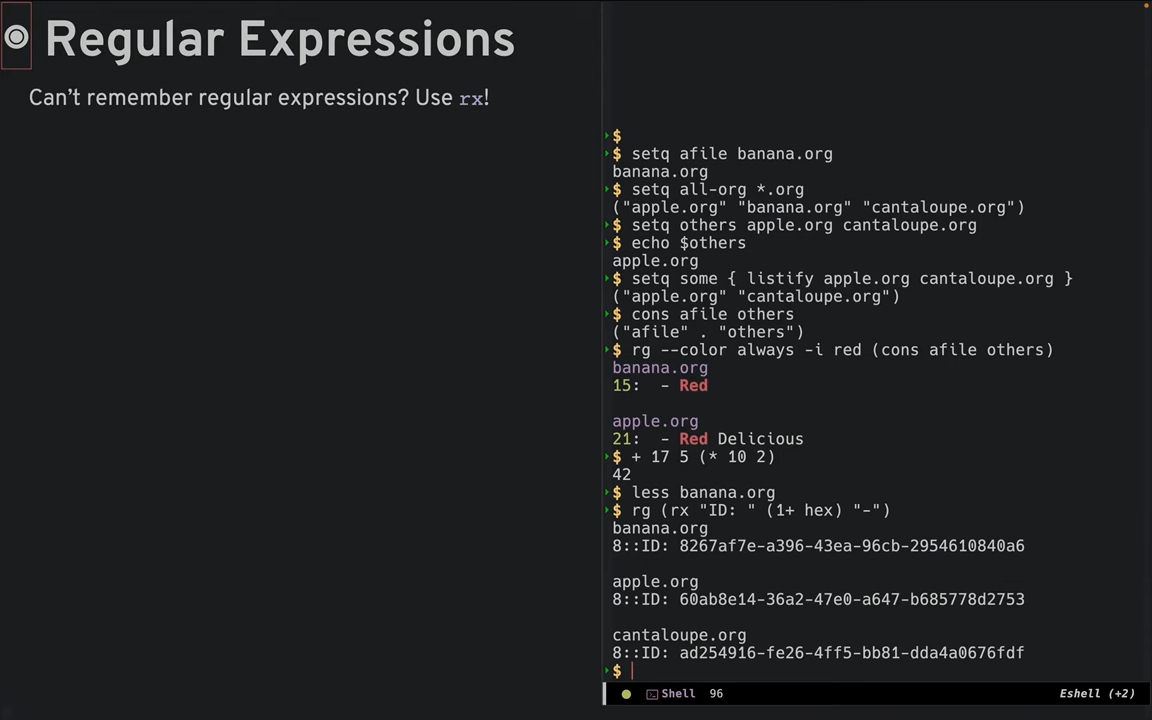 Regular Expressions
Can't remember regular expressions? Use rx!
$
$ setq afile banana.org
banana.org
$ setq all-org *.org
("apple.org" "banana.org" "cantaloupe.org")
$ setq others apple.org cantaloupe.org
$ echo $others
apple.org
$ setq some { listify apple.org cantaloupe.org }
("apple.org" "cantaloupe.org")
$ cons afile others
("afile" . "others")
$ rg --color always -i red (cons afile others)
banana.org
15:  - Red
apple.org
21:  - Red Delicious
$ + 17 5 (* 10 2)
42
$ less banana.org
$ rg (rx "ID: " (1+ hex) "-")
banana.org
8::ID: 8267af7e-a396-43ea-96cb-2954610840a6
apple.org
8::ID: 60ab8e14-36a2-47e0-a647-b685778d2753
cantaloupe.org
8::ID: ad254916-fe26-4ff5-bb81-dda4a0676fdf
$
Shell 96 Eshell (+2)